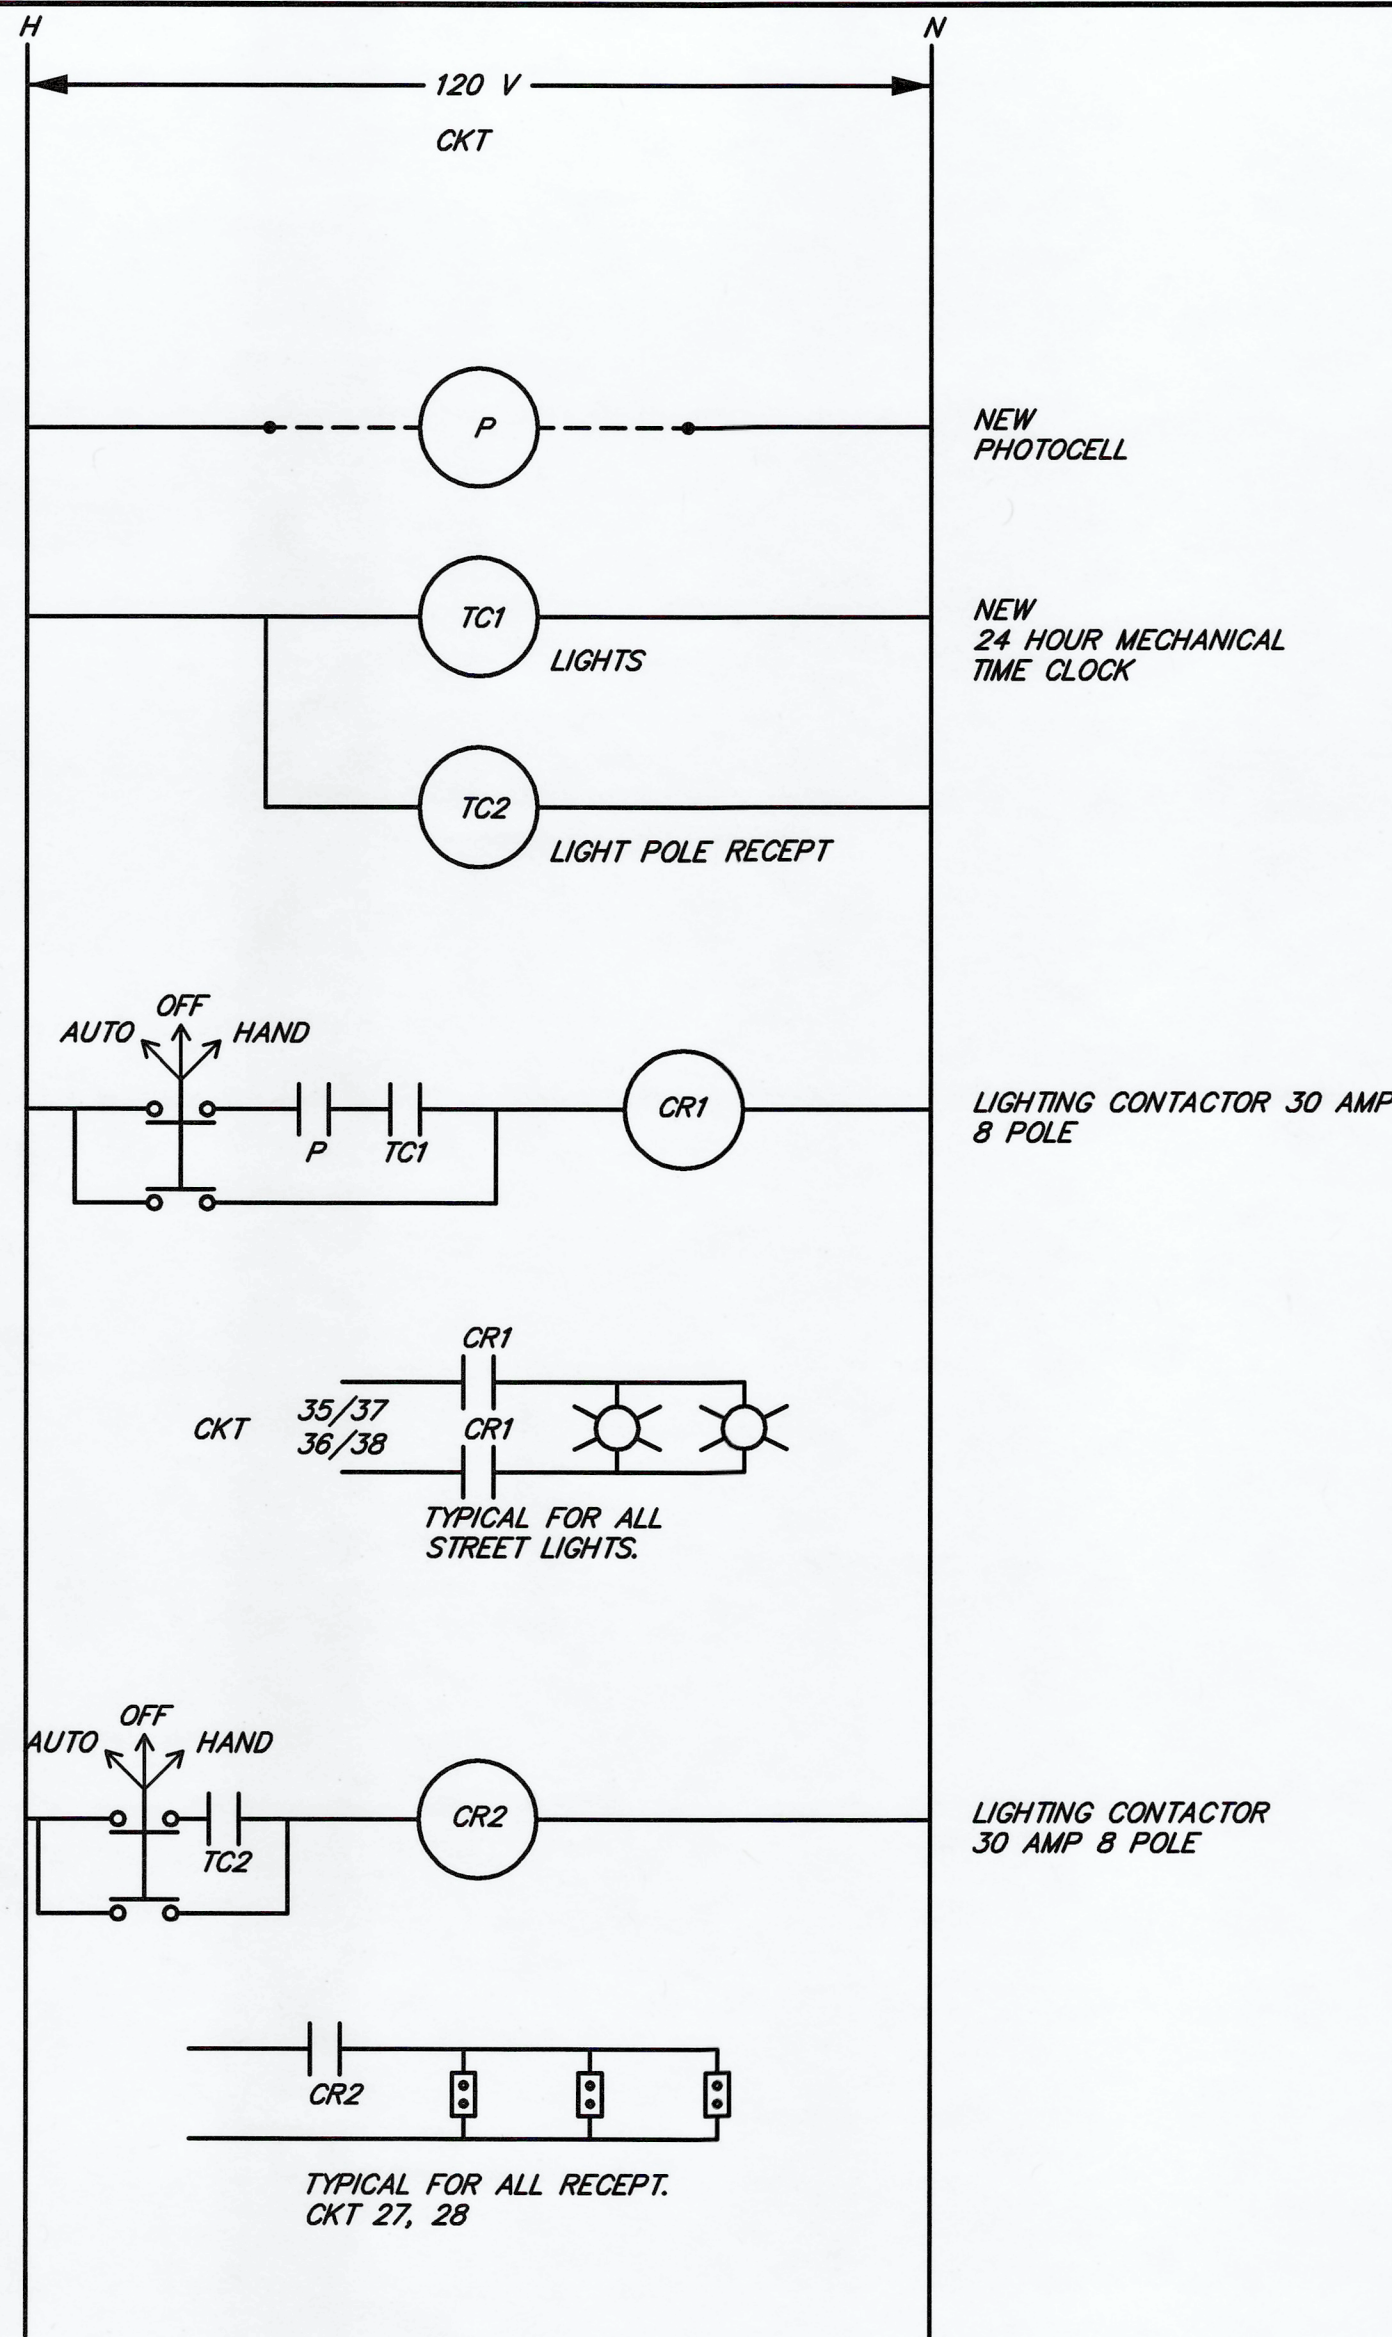 H
N
120 V
CKT
P
NEW
PHOTOCELL
TC1
LIGHTS
NEW
24 HOUR MECHANICAL
TIME CLOCK
TC2
LIGHT POLE RECEPT
OFF
AUTO
HAND
P
TC1
CR1
LIGHTING CONTACTOR 30 AMP
8 POLE
CR1
CKT
35/37
36/38
CR1
TYPICAL FOR ALL
STREET LIGHTS.
OFF
AUTO
HAND
TC2
CR2
LIGHTING CONTACTOR
30 AMP 8 POLE
CR2
TYPICAL FOR ALL RECEPT.
CKT 27, 28